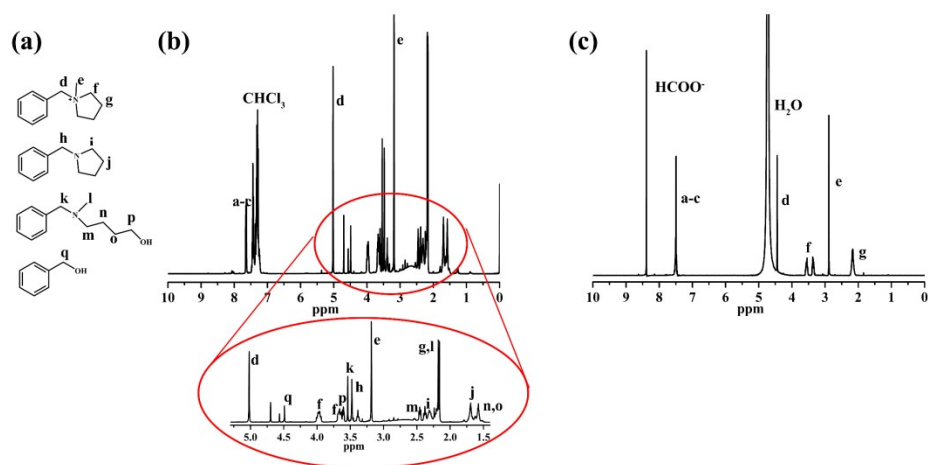 (a)
d
e
N
+
f
g
h
i
N
j
k
l
N
n
p
m
o
OH
q
OH
(b)
CHCl3
a-c
d
e
10 9 8 7 6 5 4 3 2 1 0
ppm
d
q
f
f
p
k
h
e
m
i
g,l
j
n,o
5.0 4.5 4.0 3.5 3.0 2.5 2.0 1.5
ppm
(c)
HCOO-
H2O
a-c
d
e
f
g
10 9 8 7 6 5 4 3 2 1 0
ppm